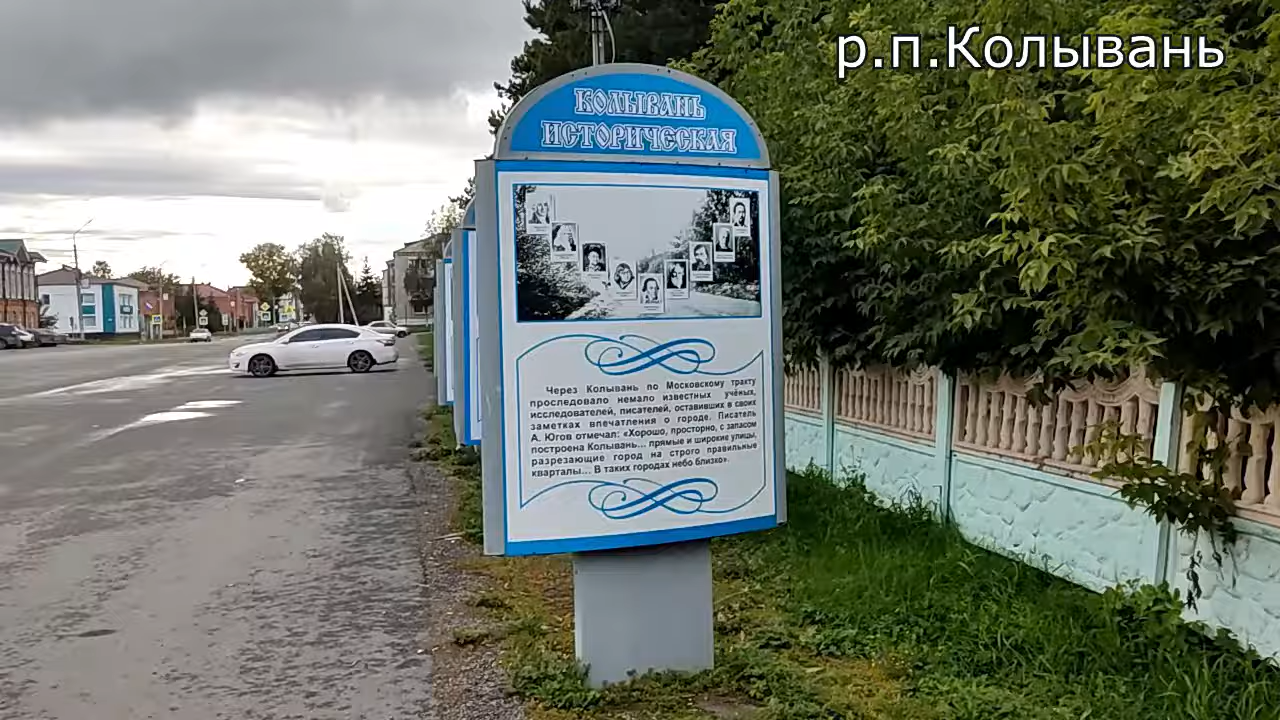 р.п.Колывань
КОЛЫВАНЬ
ИСТОРИЧЕСКАЯ
Через Колывань по Московскому тракту
проследовало немало известных учёных,
исследователей, писателей, оставивших в своих
заметках впечатления о городе. Писатель
А. Югов отмечал: «Хорошо, просторно, с запасом
построена Колывань... прямые и широкие улицы,
разрезающие город на строго правильные
кварталы... В таких городах небо близко».